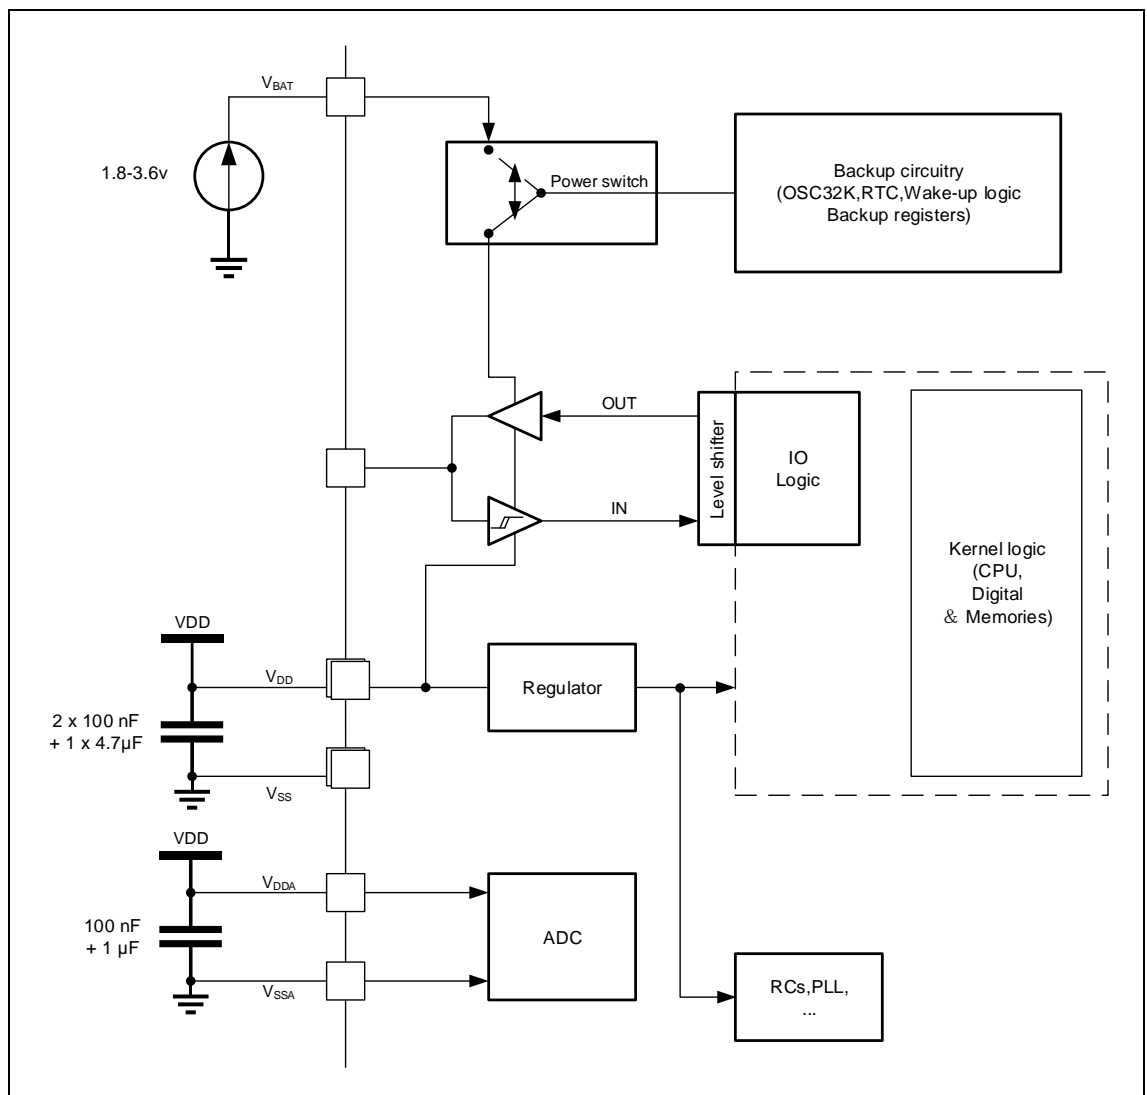 VBAT
1.8-3.6v
Power switch
Backup circuitry
(OSC32K,RTC,Wake-up logic
Backup registers)
OUT
IN
Level shifter
IO
Logic
Kernel logic
(CPU,
Digital
& Memories)
VDD
VDD
2 x 100 nF
+ 1 x 4.7µF
VSS
Regulator
VDD
VDDA
100 nF
+ 1 µF
VSSA
ADC
RCs,PLL,
...